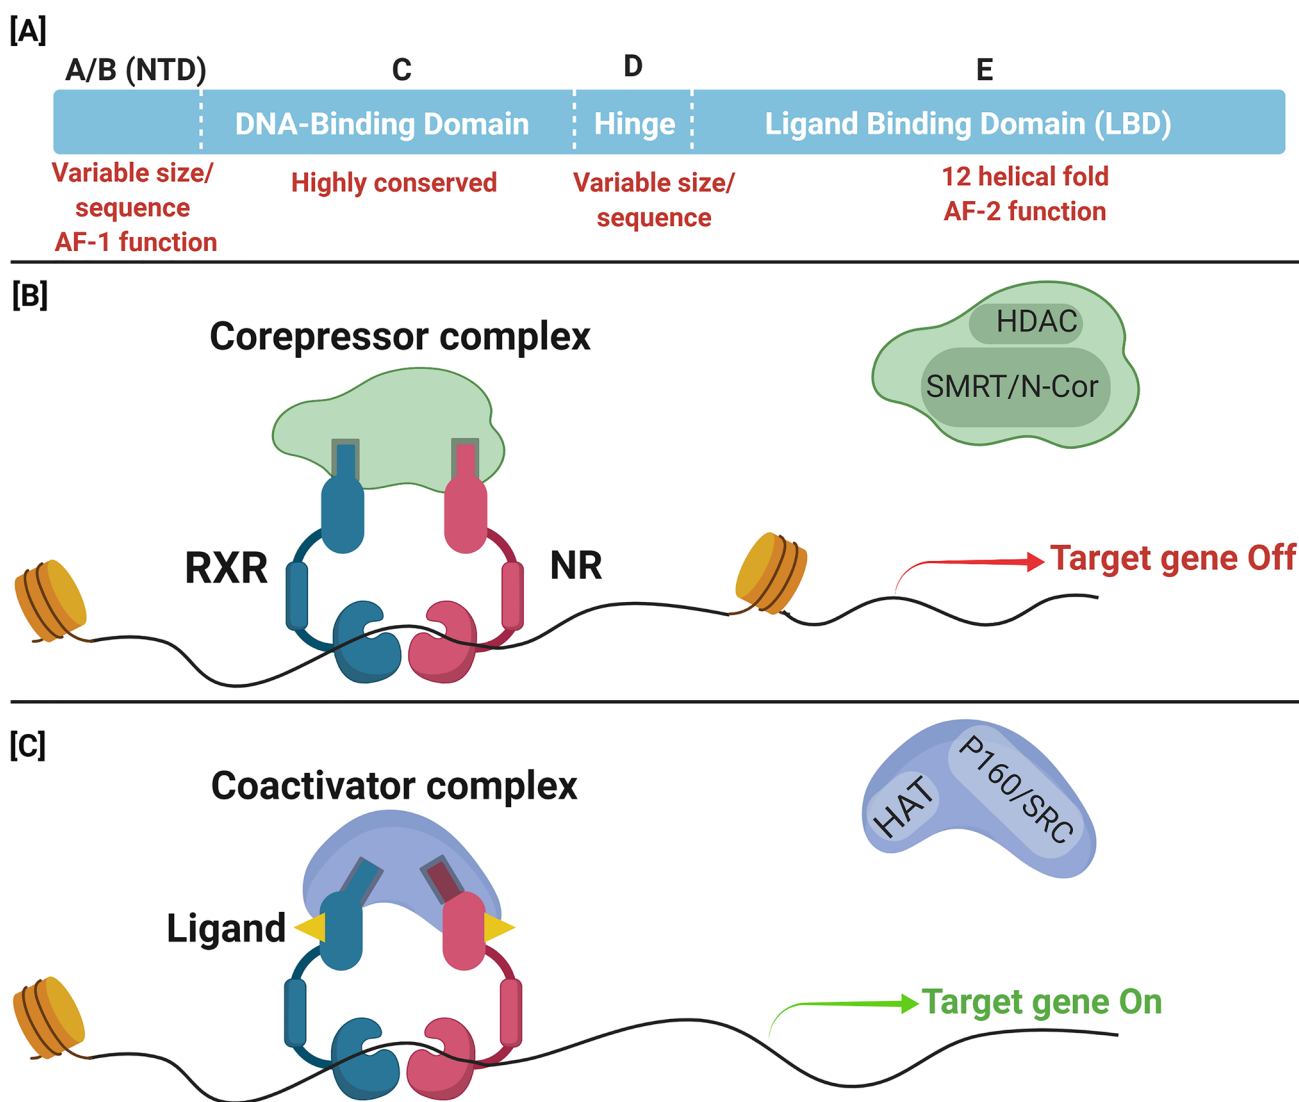 [A]
A/B (NTD)
C
D
E
DNA-Binding Domain
Hinge
Ligand Binding Domain (LBD)
Variable size/
sequence
AF-1 function
Highly conserved
Variable size/
sequence
12 helical fold
AF-2 function
[B]
Corepressor complex
HDAC
SMRT/N-Cor
RXR
NR
Target gene Off
[C]
Coactivator complex
HAT
P160/SRC
Ligand
Target gene On